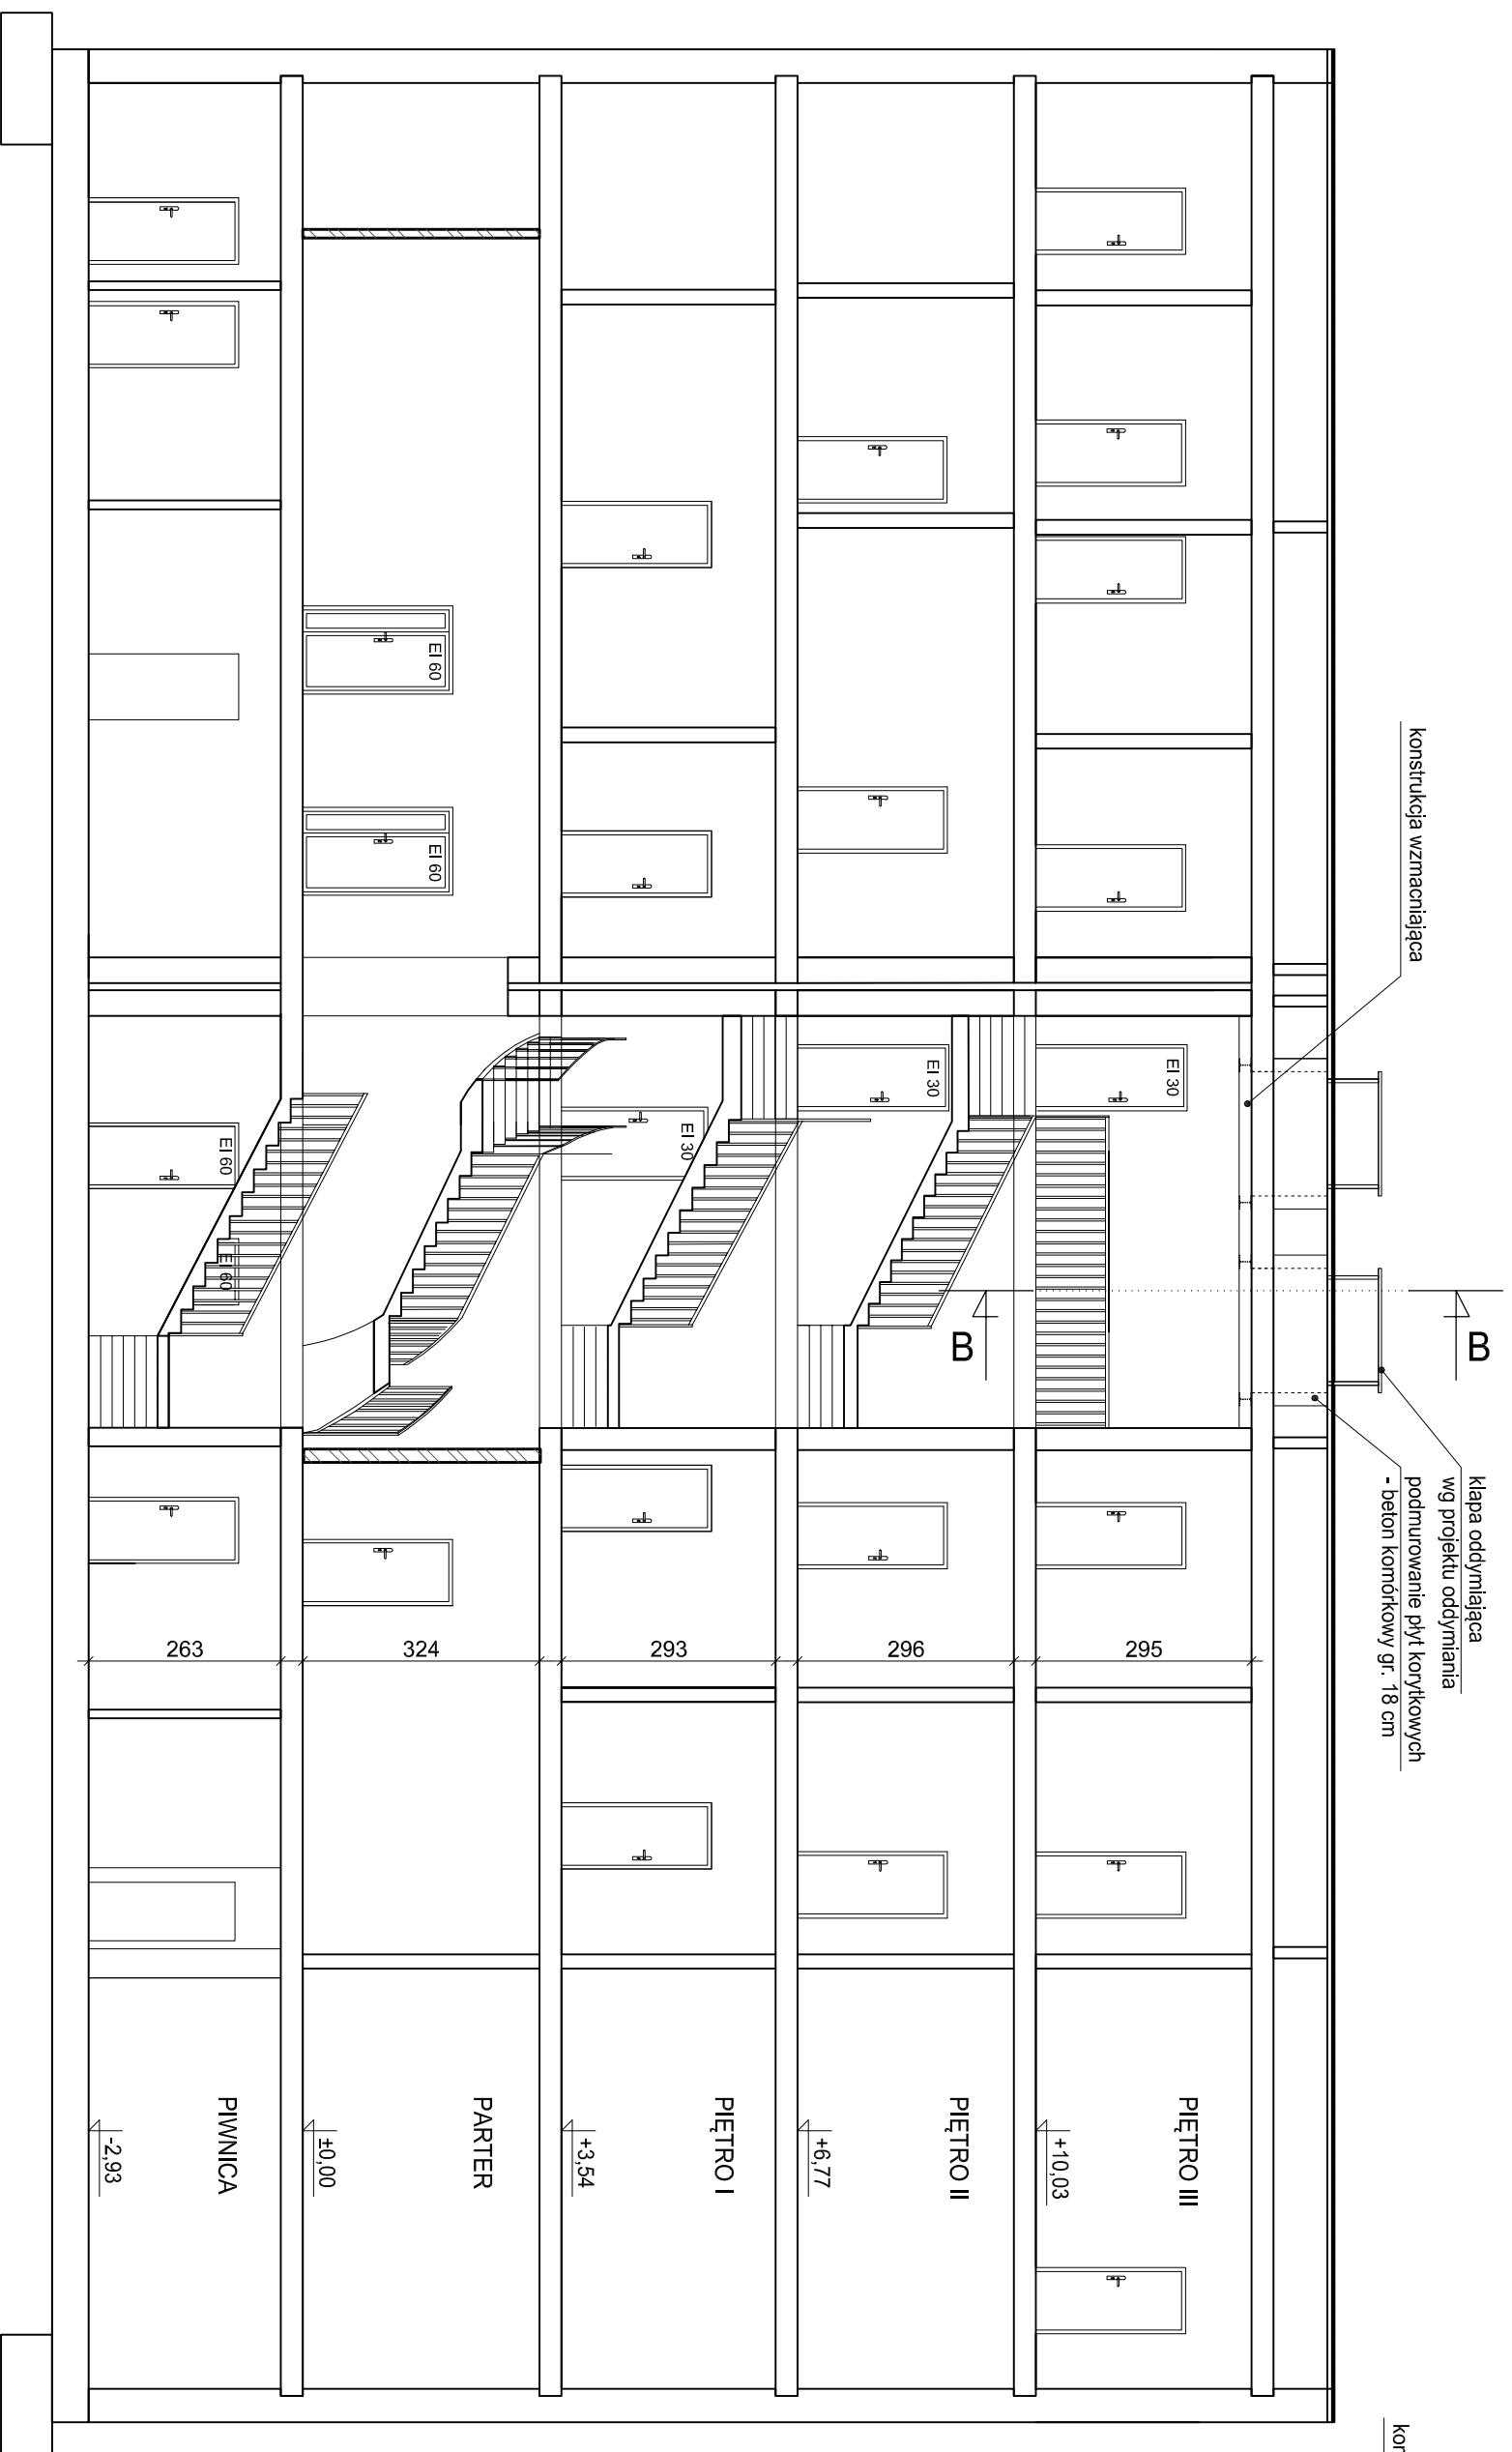 konstrukcja wzmacniająca
B
klapa oddymiająca
wg projektu oddymiania
podmurowanie płyt korytkowych
- beton komórkowy gr. 18 cm
B
kor
EI 30
295
PIĘTRO III
+10,03
EI 30
296
PIĘTRO II
+6,77
EI 30
293
PIĘTRO I
+3,54
EI 60
EI 60
324
PARTER
±0,00
EI 60
EI 60
263
PIWNICA
-2,93